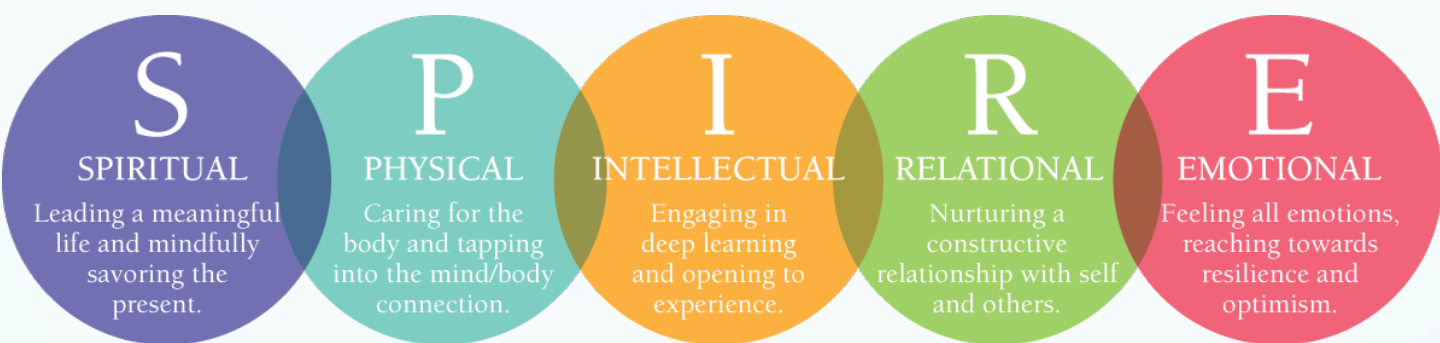 S
SPIRITUAL
Leading a meaningful
life and mindfully
savoring the
present.
P
PHYSICAL
Caring for the
body and tapping
into the mind/body
connection.
I
INTELLECTUAL
Engaging in
deep learning
and opening to
experience.
R
RELATIONAL
Nurturing a
constructive
relationship with self
and others.
E
EMOTIONAL
Feeling all emotions,
reaching towards
resilience and
optimism.